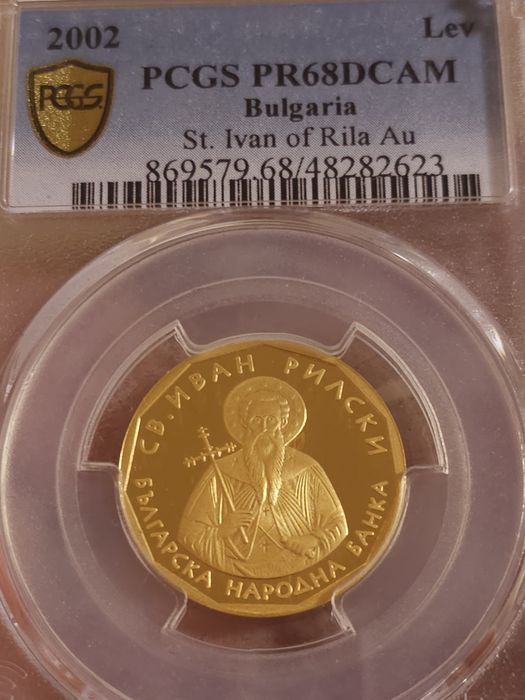 2002
Lev
PCGS
PCGS PR68DCAM
Bulgaria
St. Ivan of Rila Au
869579.68/48282623
СВ. ИВАН РИЛСКИ
БЪЛГАРСКА НАРОДНА БАНКА